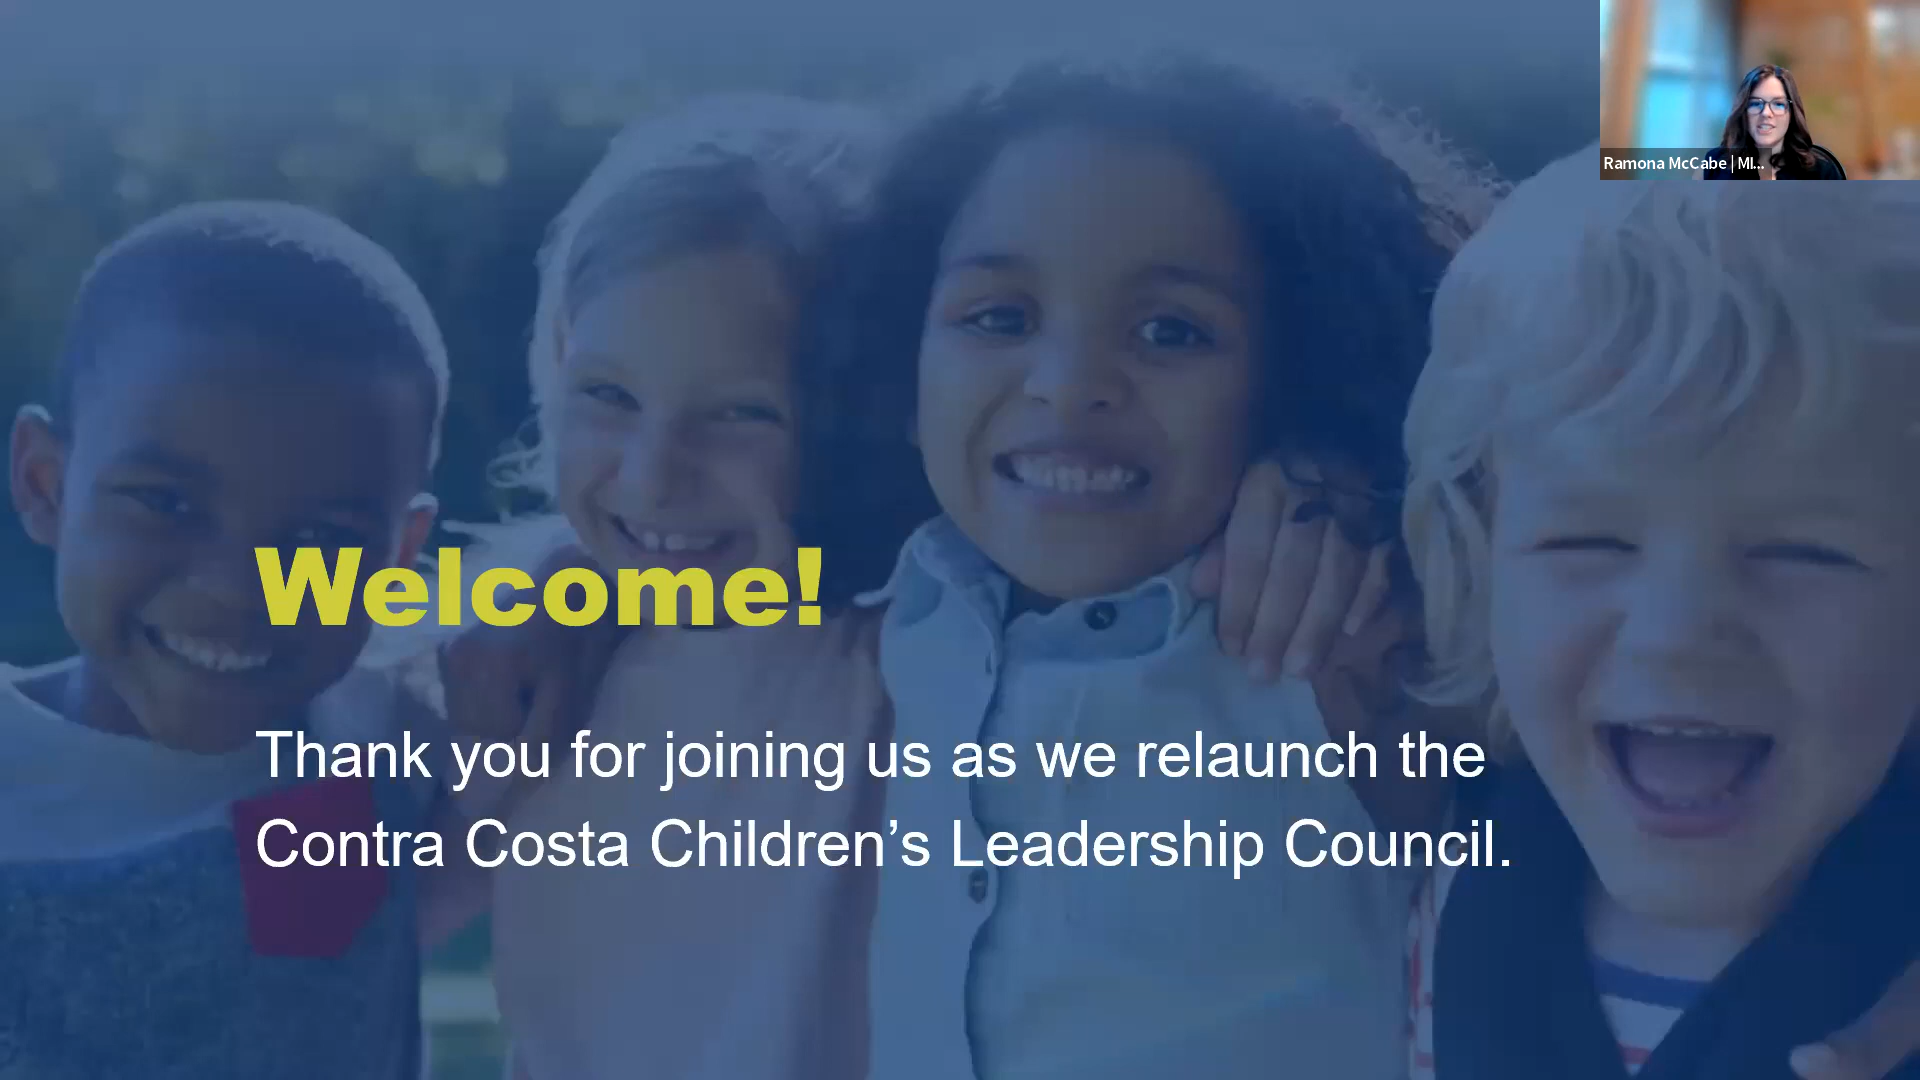 Ramona McCabe | MI...
Welcome!
Thank you for joining us as we relaunch the
Contra Costa Children’s Leadership Council.